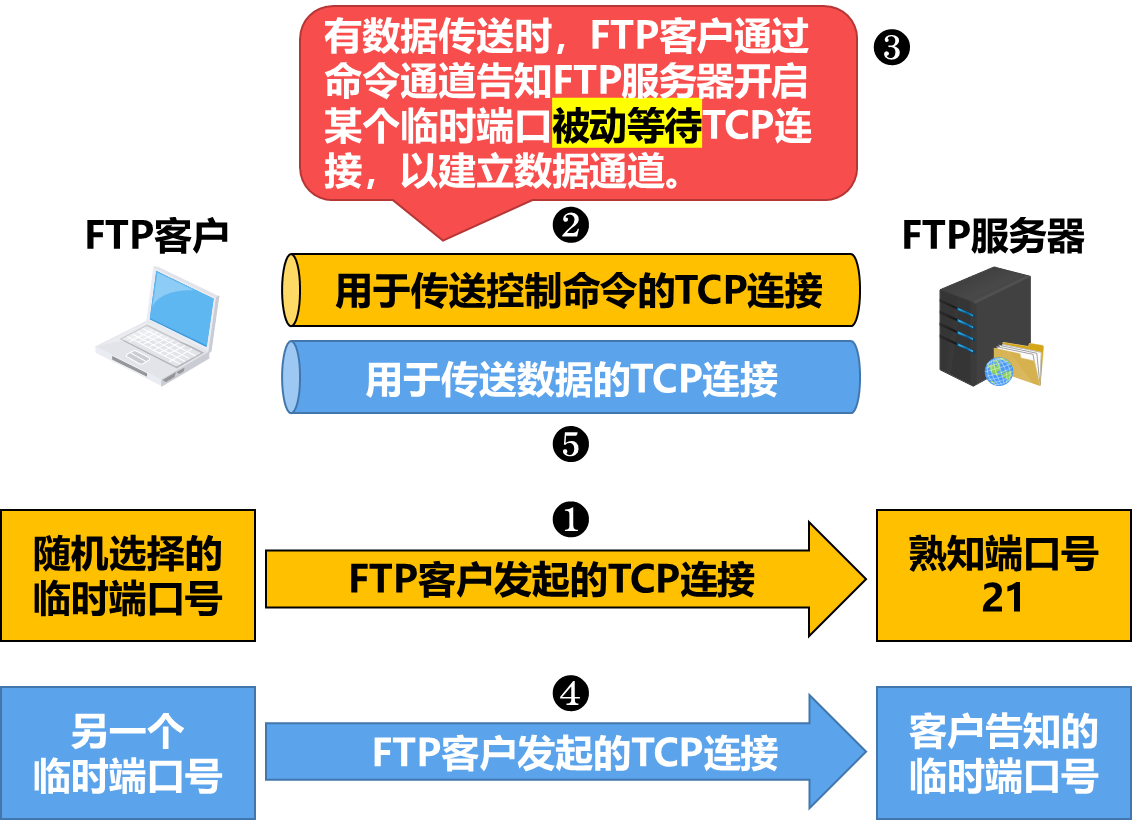 有数据传送时，FTP客户通过
命令通道告知FTP服务器开启
某个临时端口被动等待TCP连
接，以建立数据通道。
❸
FTP客户
❷
FTP服务器
用于传送控制命令的TCP连接
用于传送数据的TCP连接
❺
❶
随机选择的
临时端口号
FTP客户发起的TCP连接
熟知端口号
21
❹
另一个
临时端口号
FTP客户发起的TCP连接
客户告知的
临时端口号